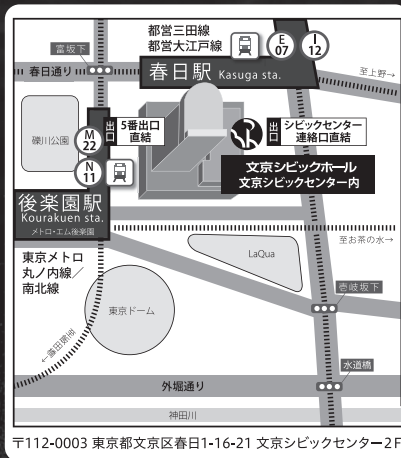 都営三田線
都営大江戸線
E
07
I
12
富坂下
春日通り
春日駅 Kasuga sta.
至上野→
礫川公園
M
22
N
11
出口
5番出口
直結
出口
シビックセンター
連絡口直結
文京シビックホール
文京シビックセンター内
後楽園駅
Kourakuen sta.
メトロ・エム後楽園
至お茶の水→
東京メトロ
丸ノ内線／
南北線
LaQua
東京ドーム
壱岐坂下
←至飯田橋
水道橋
外堀通り
神田川
〒112-0003 東京都文京区春日1-16-21 文京シビックセンター2F